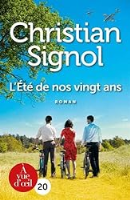 Christian
Signol
L'Été de nos vingt ans
ROMAN
A
vue
d'œil
20